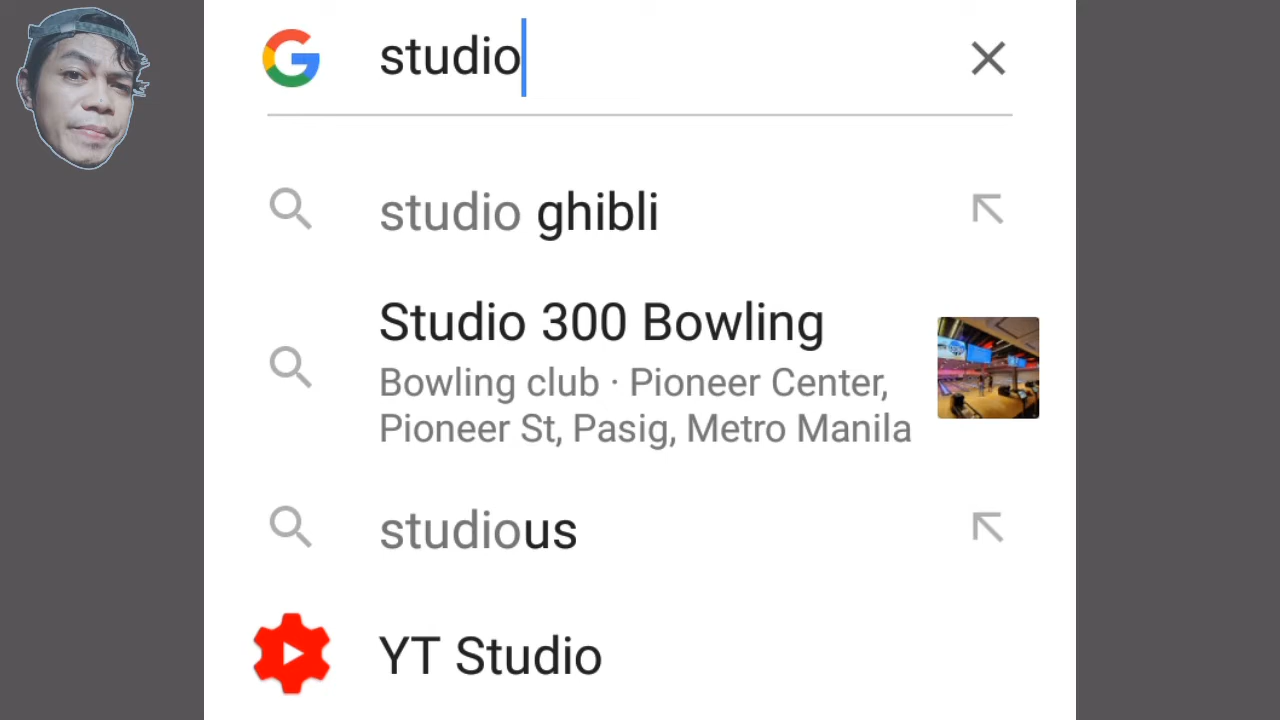 studio
studio ghibli
Studio 300 Bowling
Bowling club · Pioneer Center,
Pioneer St, Pasig, Metro Manila
studious
YT Studio